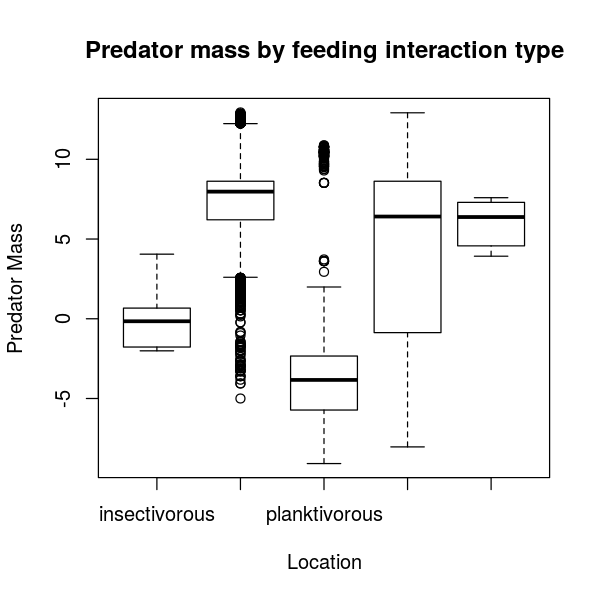 Predator mass by feeding interaction type
Predator Mass
10
5
0
-5
insectivorous planktivorous
Location